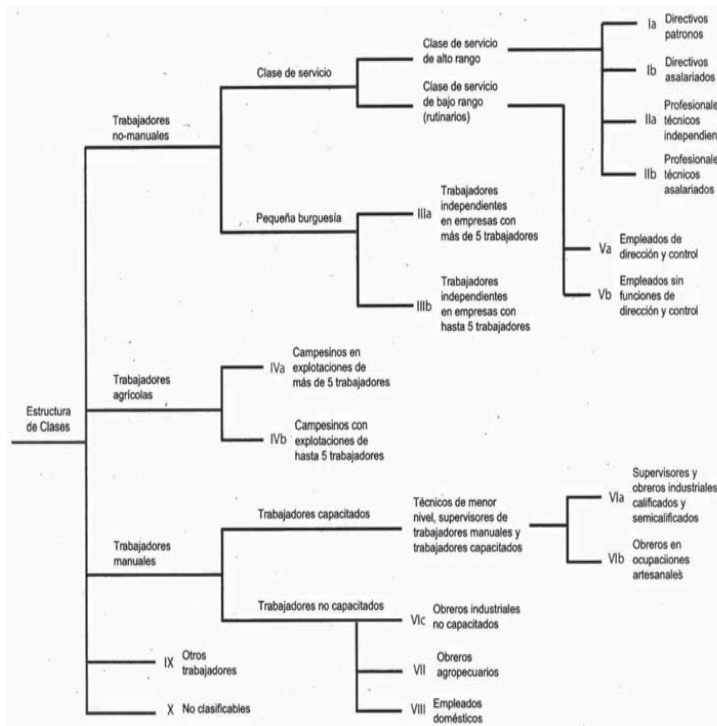 Estructura
de Clases
Trabajadores
no-manuales
Clase de servicio
Clase de servicio
de alto rango
Ia Directivos
patronos
Ib Directivos
asalariados
IIa Profesionale
técnicos
independien
IIb Profesionale
técnicos
asalariados
Clase de servicio
de bajo rango
(rutinarios)
Va Empleados de
dirección y control
Vb Empleados sin
funciones de
dirección y control
Pequeña burguesía
IIIa Trabajadores
independientes
en empresas con
más de 5 trabajadores
IIIb Trabajadores
independientes
en empresas con
hasta 5 trabajadores
Trabajadores
agrícolas
IVa Campesinos en
explotaciones de
más de 5 trabajadores
IVb Campesinos con
explotaciones de
hasta 5 trabajadores
Trabajadores
manuales
Trabajadores capacitados
Técnicos de menor
nivel, supervisores de
trabajadores manuales y
trabajadores capacitados
VIa Supervisores y
obreros industriales
calificados y
semicalificados
VIb Obreros en
ocupaciiones
artesanales
Trabajadores no capacitados
VIc Obreros industriales
no capacitados
VII Obreros
agropecuarios
VIII Empleados
domésticos
IX Otros
trabajadores
X No clasificables